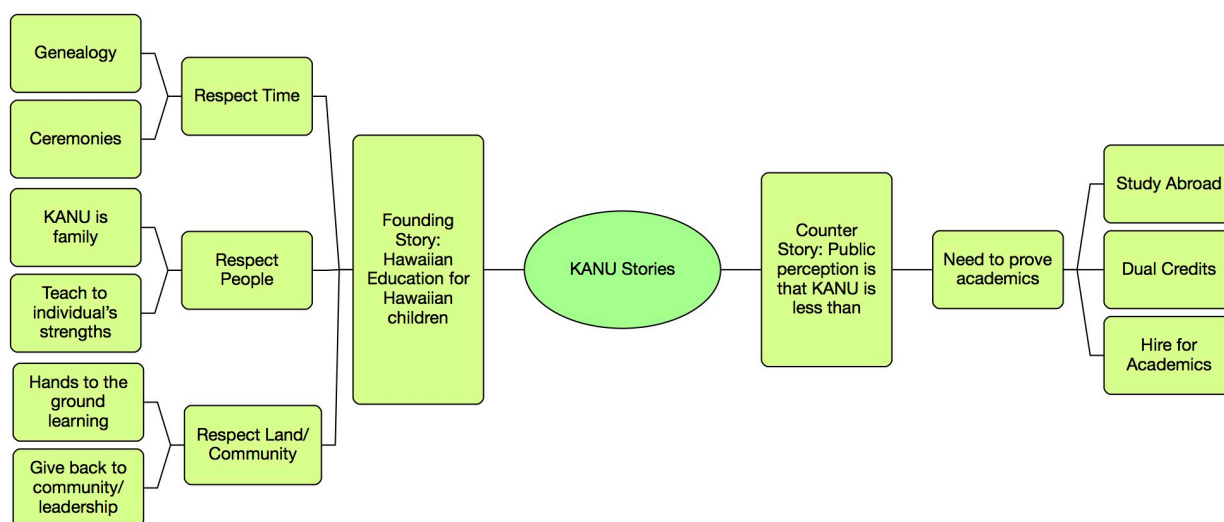 Genealogy
Ceremonies
Respect Time
KANU is
family
Teach to
individual’s
strengths
Respect
People
Hands to the
ground
learning
Give back to
community/
leadership
Respect Land/
Community
Founding
Story:
Hawaiian
Education for
Hawaiian
children
KANU Stories
Counter
Story: Public
perception is
that KANU is
less than
Need to prove
academics
Study Abroad
Dual Credits
Hire for
Academics